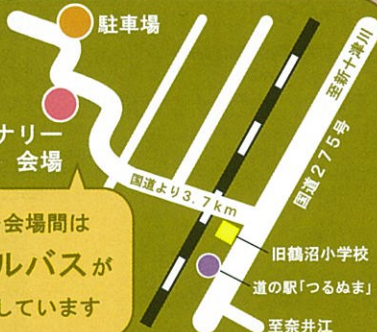 駐車場
至新十津川
ナリー
会場
国道275号
国道より3.7km
会場間は
ルバスが
しています
旧鶴沼小学校
道の駅「つるぬま」
至奈井江